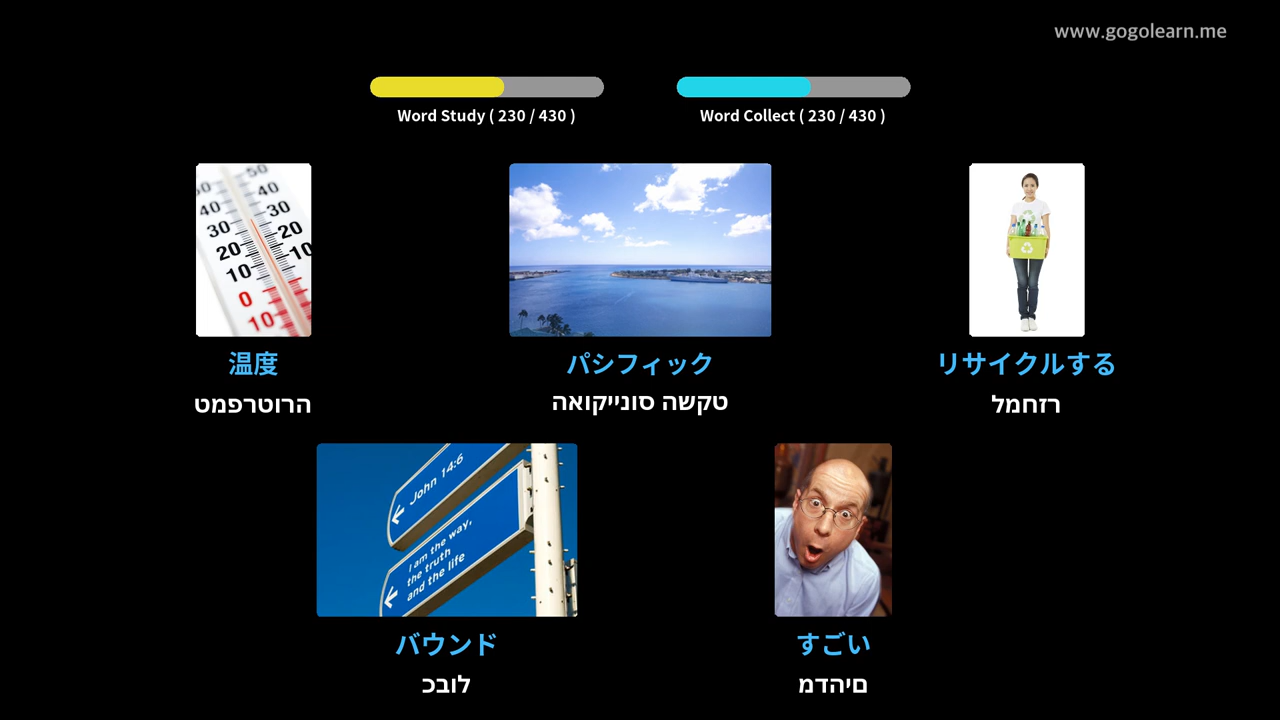 www.gogolearn.me
Word Study ( 230 / 430 )
Word Collect ( 230 / 430 )
50
50
40
40
30
30
20
20
10
10
0
10
温度
הרוטרפמט
パシフィック
טקשה סונייקואה
リサイクルする
רזחמל
John 14:6
I am the way,
the truth
and the life
バウンド
לובכ
すごい
םיהדמ